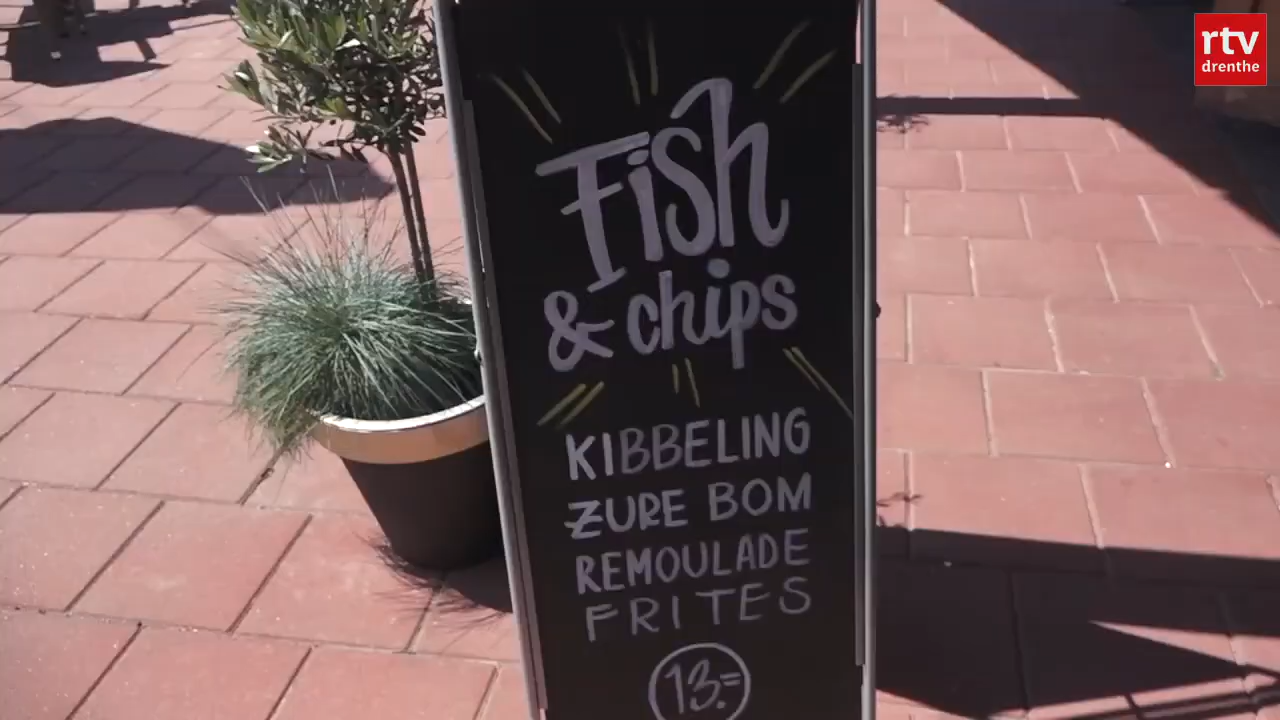 rtv
drenthe
Fish
& chips
KIBBELING
ZURE BOM
REMOULADE
FRITES
13.=